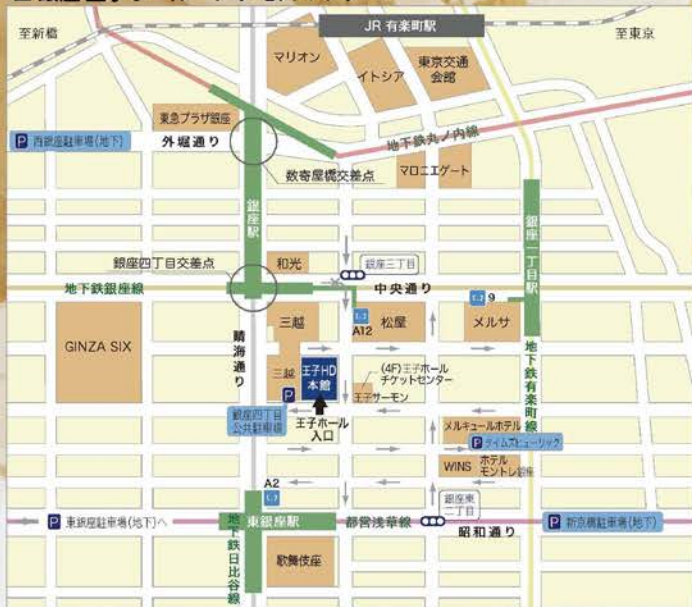 JR 有楽町駅
至新橋
至東京
マリオン
イトシア
東京交通
会館
東急プラザ銀座
P 西銀座駐車場(地下)
外堀通り
地下鉄丸ノ内線
数寄屋橋交差点
マロニエゲート
銀座駅
銀座二丁目駅
銀座四丁目交差点
和光
銀座三丁目
地下鉄銀座線
中央通り
9
A12
三越
松屋
メルサ
GINZA SIX
晴海通り
三越
王子HD
本館
(4F)王子ホール
チケットセンター
王子サーモン
地下鉄有楽町線
P
銀座四丁目
公共駐車場
王子ホール
入口
メルキュールホテル
P タイムズヒューリック
WINS
ホテル
モントレ銀座
A2
銀座東
二丁目
P 東銀座駐車場(地下)へ
東銀座駅
都営浅草線
昭和通り
P 新京橋駐車場(地下)
地下鉄日比谷線
歌舞伎座